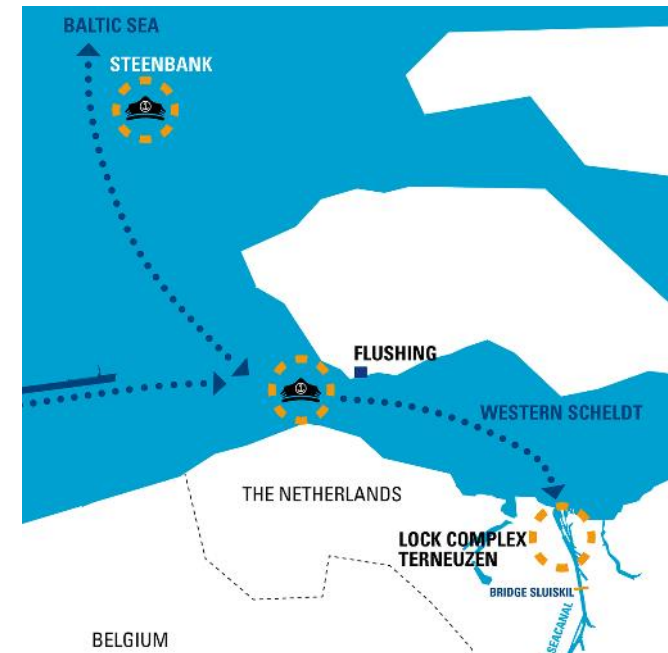 BALTIC SEA
STEENBANK
FLUSHING
WESTERN SCHELDT
THE NETHERLANDS
LOCK COMPLEX
TERNEUZEN
BRIDGE SLUISKIL
SEACANAL
BELGIUM